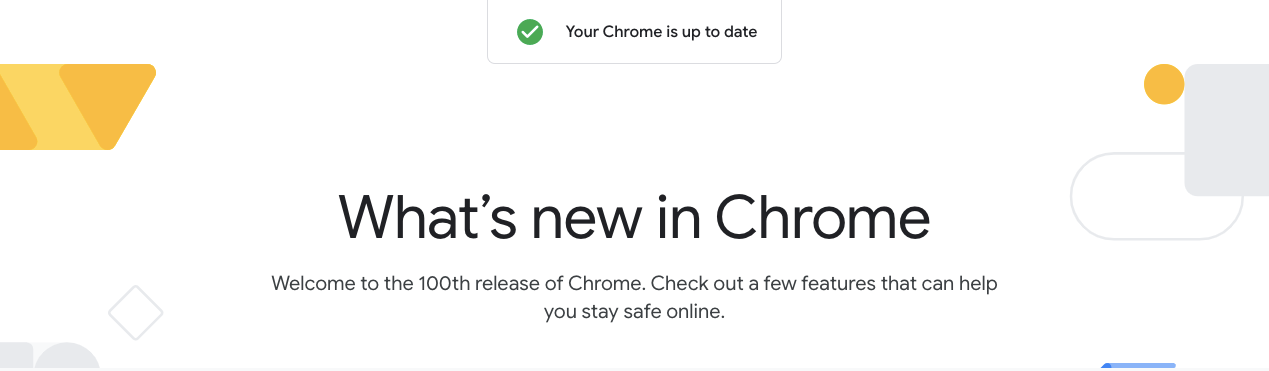 Your Chrome is up to date
What’s new in Chrome
Welcome to the 100th release of Chrome. Check out a few features that can help
you stay safe online.